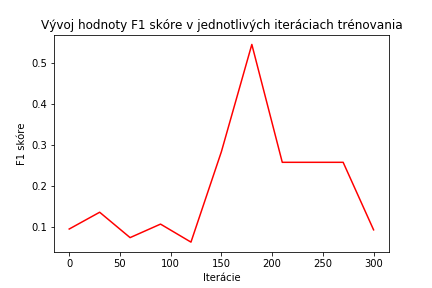 Vývoj hodnoty F1 skóre v jednotlivých iteráciach trénovania
0.5
0.4
0.3
0.2
0.1
F1 skóre
0 50 100 150 200 250 300
Iterácie